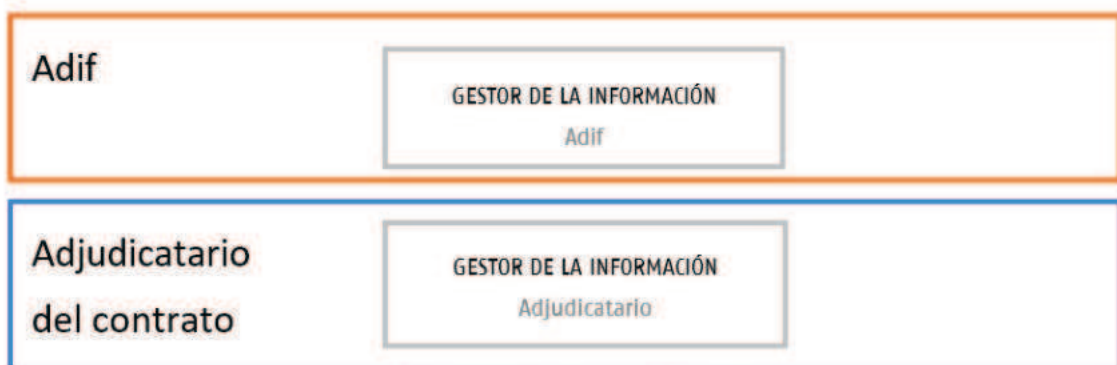 Adif
GESTOR DE LA INFORMACIÓN
Adif
Adjudicatario
del contrato
GESTOR DE LA INFORMACIÓN
Adjudicatario